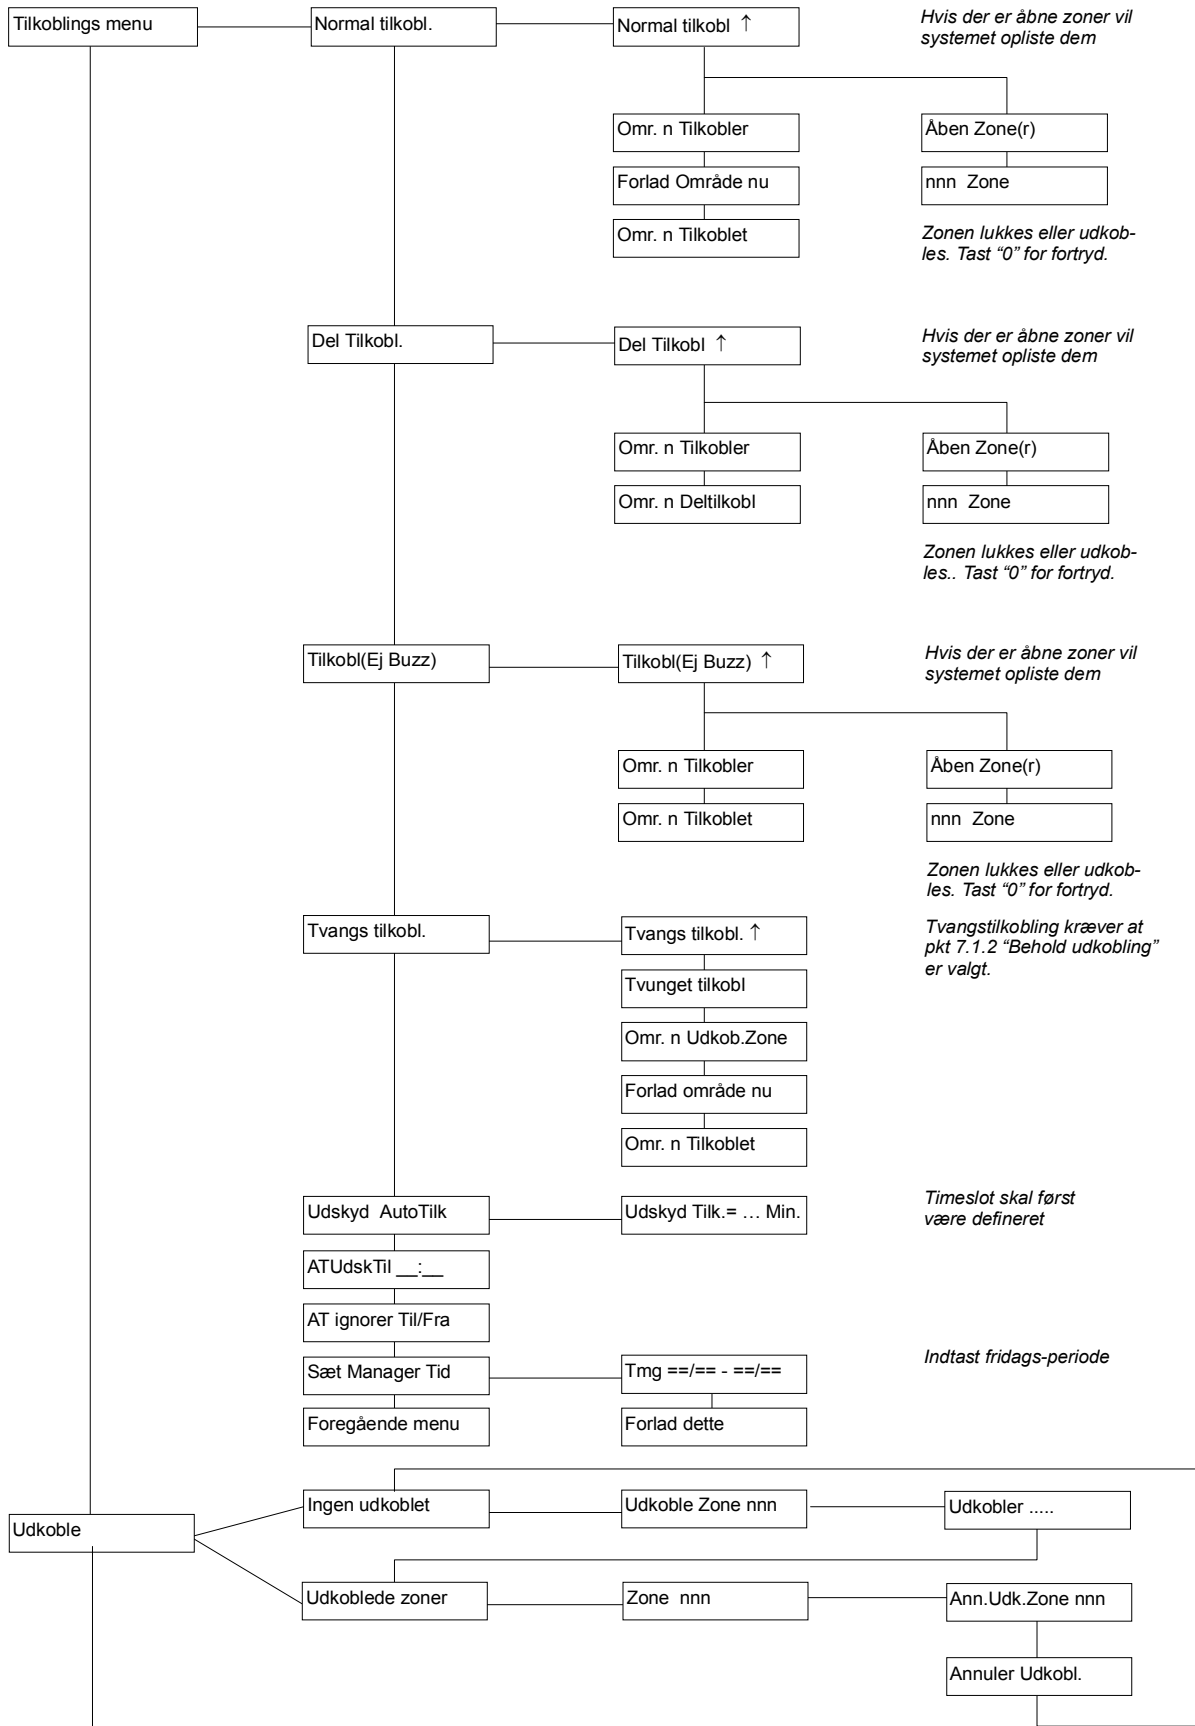 Tilkoblings menu
Normal tilkobl.
Normal tilkobl ↑
Hvis der er åbne zoner vil
systemet opliste dem
Omr. n Tilkobler
Åben Zone(r)
Forlad Område nu
nnn  Zone
Omr. n Tilkoblet
Zonen lukkes eller udkob-
les. Tast “0” for fortryd.
Del Tilkobl.
Del Tilkobl ↑
Hvis der er åbne zoner vil
systemet opliste dem
Omr. n Tilkobler
Åben Zone(r)
Omr. n Deltilkobl
nnn  Zone
Zonen lukkes eller udkob-
les.. Tast “0” for fortryd.
Tilkobl(Ej Buzz)
Tilkobl(Ej Buzz) ↑
Hvis der er åbne zoner vil
systemet opliste dem
Omr. n Tilkobler
Åben Zone(r)
Omr. n Tilkoblet
nnn  Zone
Zonen lukkes eller udkob-
les. Tast “0” for fortryd.
Tvangs tilkobl.
Tvangs tilkobl. ↑
Tvangstilkobling kræver at
pkt 7.1.2 “Behold udkobling”
er valgt.
Tvunget tilkobl
Omr. n Udkob.Zone
Forlad område nu
Omr. n Tilkoblet
Udskyd  AutoTilk
Udskyd Tilk.= … Min.
Timeslot skal først
være defineret
ATUdskTil __:__
AT ignorer Til/Fra
Sæt Manager Tid
Tmg ==/== - ==/==
Indtast fridags-periode
Foregående menu
Forlad dette
Udkoble
Ingen udkoblet
Udkoble Zone nnn
Udkobler .....
Udkoblede zoner
Zone  nnn
Ann.Udk.Zone nnn
Annuler Udkobl.